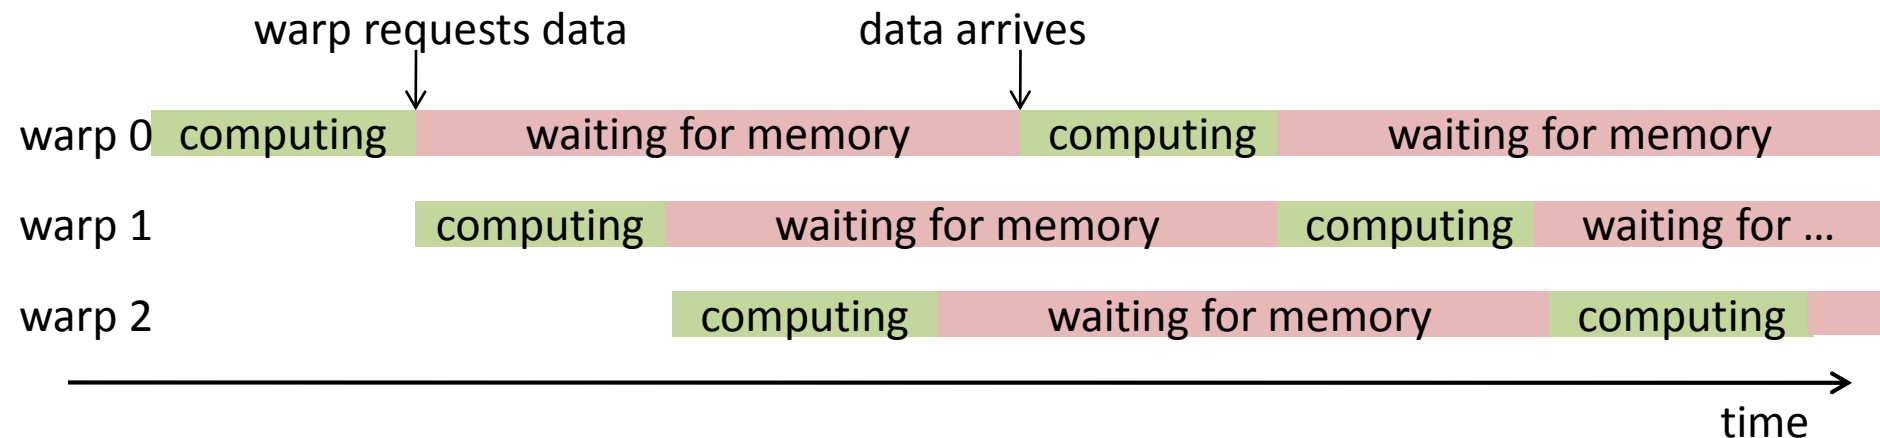 warp requests data data arrives
warp 0 computing waiting for memory computing waiting for memory
warp 1 computing waiting for memory computing waiting for ...
warp 2 computing waiting for memory computing
time